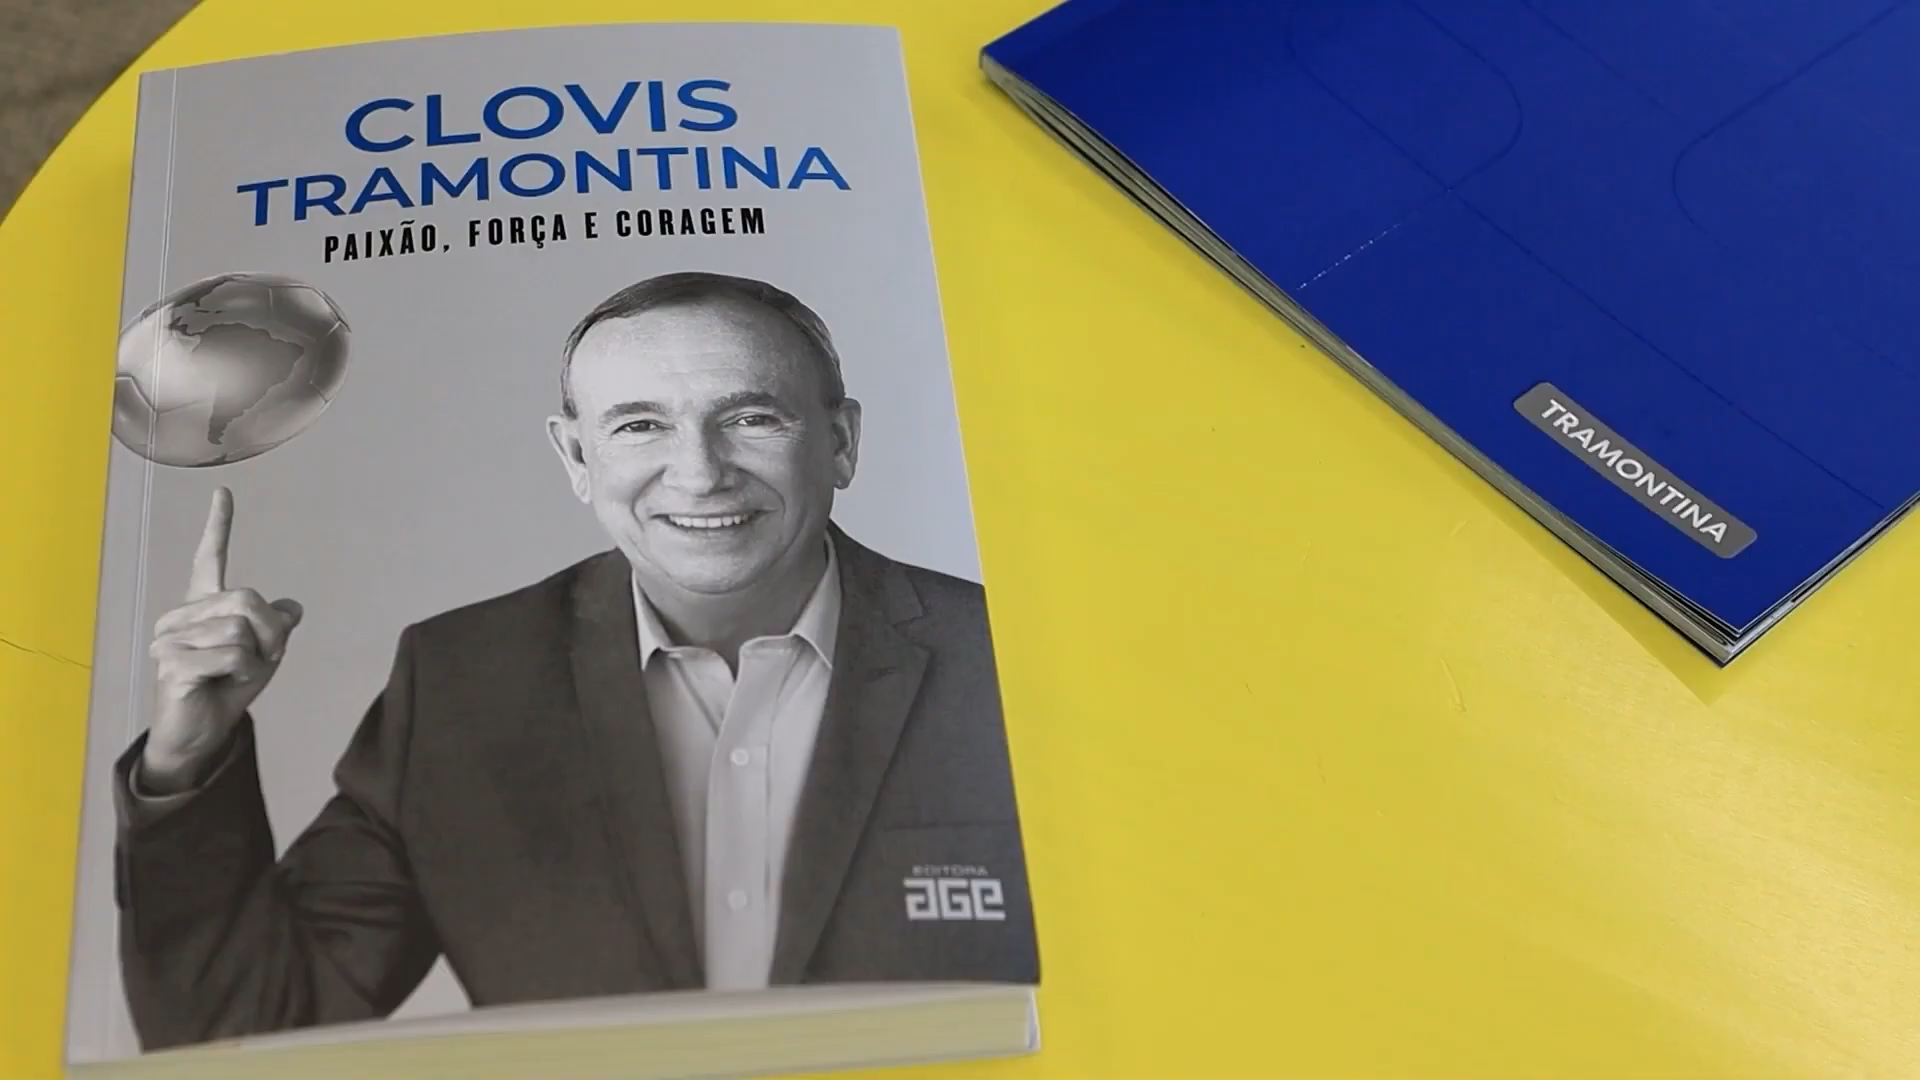 CLOVIS
TRAMONTINA
PAIXÃO, FORÇA E CORAGEM
EDITORA
AGE
TRAMONTINA